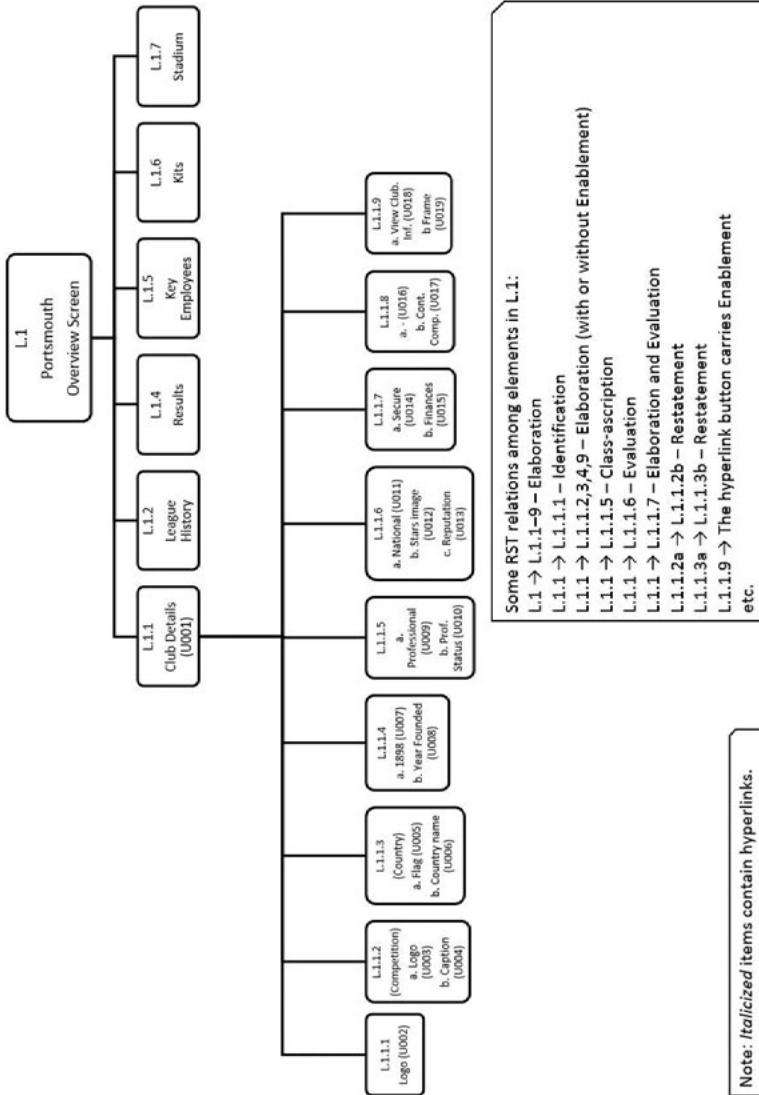 L.1
Portsmouth
Overview Screen
L.1.1
Club Details
(U001)
L.1.2
League
History
L.1.4
Results
L.1.5
Key
Employees
L.1.6
Kits
L.1.7
Stadium
L.1.1.1
Logo (U002)
L.1.1.2
(Competition)
a. Logo
(U003)
b. Caption
(U004)
L.1.1.3
(Country)
a. Flag (U005)
b. Country name
(U006)
L.1.1.4
a. 1898 (U007)
b. Year Founded
(U008)
L.1.1.5
a.
Professional
(U009)
b. Prof.
Status (U010)
L.1.1.6
a. National (U011)
b. Stars image
(U012)
c. Reputation
(U013)
L.1.1.7
a. Secure
(U014)
b. Finances
(U015)
L.1.1.8
a. - (U016)
b. Cont.
Comp. (U017)
L.1.1.9
a. View Club.
Inf. (U018)
b Frame
(U019)
Note: Italicized items contain hyperlinks.
Some RST relations among elements in L.1:
L.1 → L.1.1–9 – Elaboration
L.1.1 → L.1.1.1 – Identification
L.1.1 → L.1.1.2,3,4,9 – Elaboration (with or without Enablement)
L.1.1 → L.1.1.5 – Class-ascription
L.1.1 → L.1.1.6 – Evaluation
L.1.1 → L.1.1.7 – Elaboration and Evaluation
L.1.1.2a → L.1.1.2b – Restatement
L.1.1.3a → L.1.1.3b – Restatement
L.1.1.9 → The hyperlink button carries Enablement
etc.